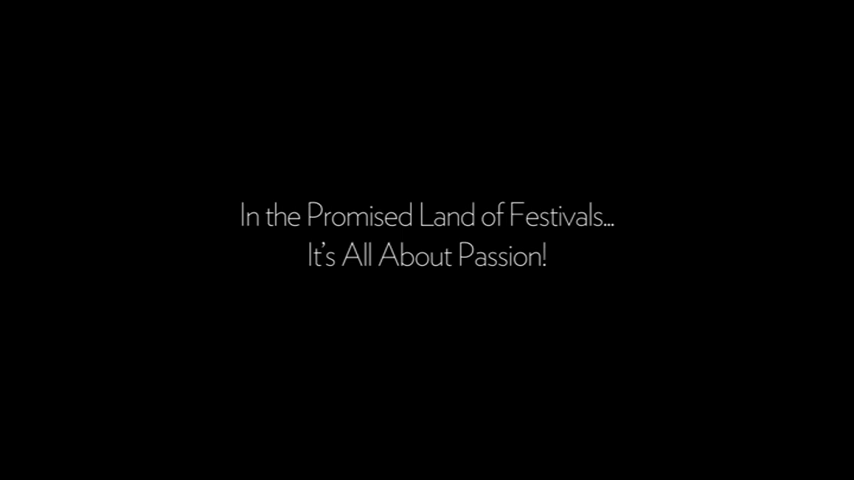 In the Promised Land of Festivals...
It's All About Passion!